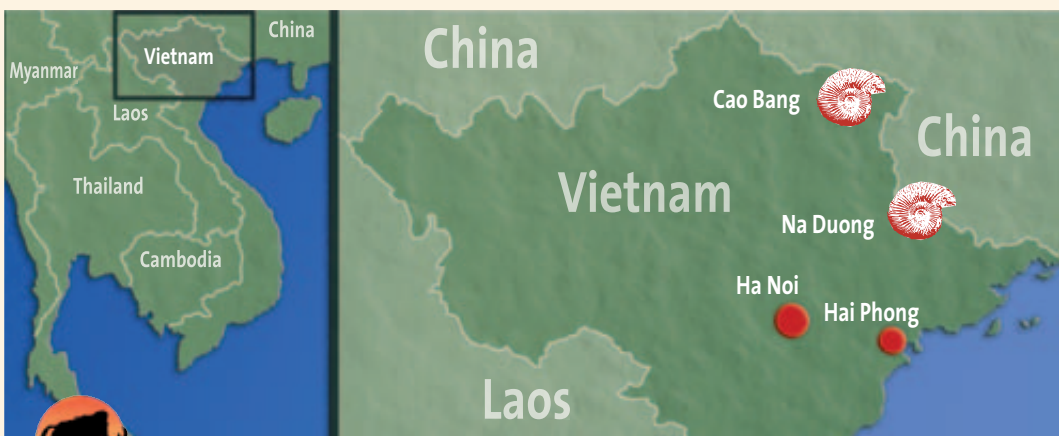 China
Vietnam
Myanmar
Laos
Thailand
Cambodia
China
Cao Bang
China
Vietnam
Na Duong
Ha Noi
Hai Phong
Laos